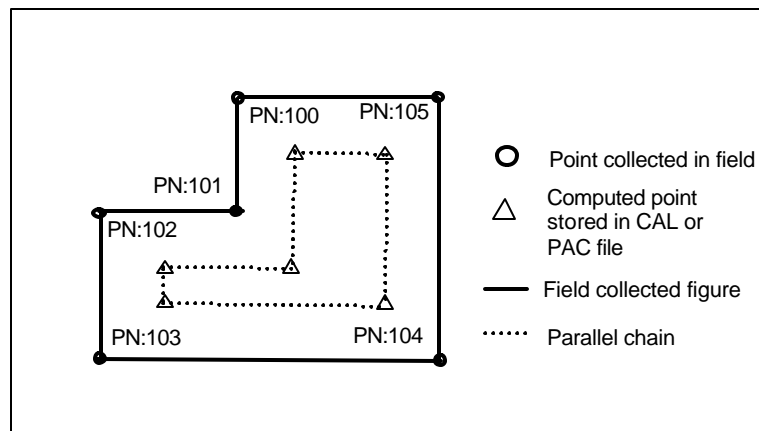 PN:100
PN:105
PN:101
PN:102
PN:103
PN:104
Point collected in field
Computed point
stored in CAL or
PAC file
Field collected figure
Parallel chain